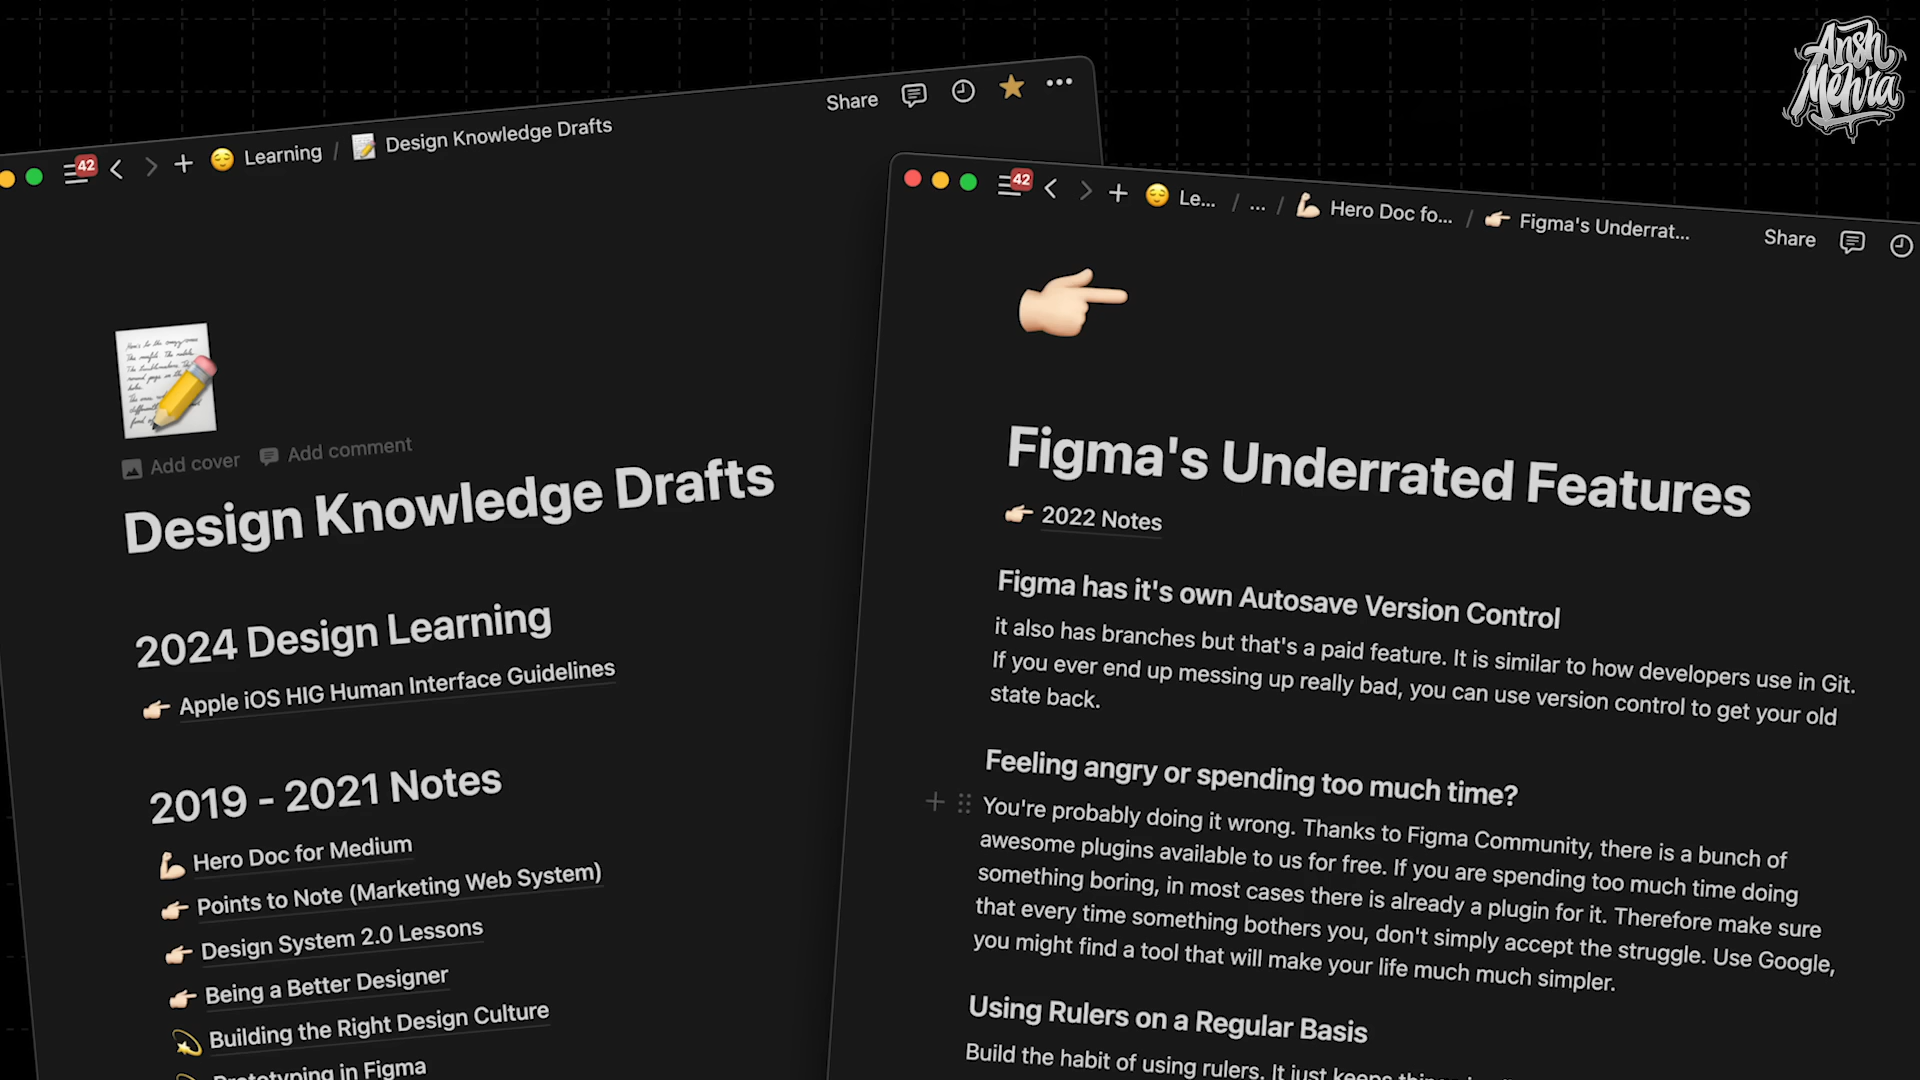 Ansh
Mehra
Share
42
Learning / Design Knowledge Drafts
Add cover Add comment
Design Knowledge Drafts
2024 Design Learning
Apple iOS HIG Human Interface Guidelines
2019 - 2021 Notes
Hero Doc for Medium
Points to Note (Marketing Web System)
Design System 2.0 Lessons
Being a Better Designer
Building the Right Design Culture
Prototyping in Figma
42
Le... / ... / Hero Doc fo... / Figma's Underrat...
Share
Figma's Underrated Features
2022 Notes
Figma has it's own Autosave Version Control
it also has branches but that's a paid feature. It is similar to how developers use in Git.
If you ever end up messing up really bad, you can use version control to get your old
state back.
Feeling angry or spending too much time?
You're probably doing it wrong. Thanks to Figma Community, there is a bunch of
awesome plugins available to us for free. If you are spending too much time doing
something boring, in most cases there is already a plugin for it. Therefore make sure
that every time something bothers you, don't simply accept the struggle. Use Google,
you might find a tool that will make your life much much simpler.
Using Rulers on a Regular Basis
Build the habit of using rulers. It just keeps